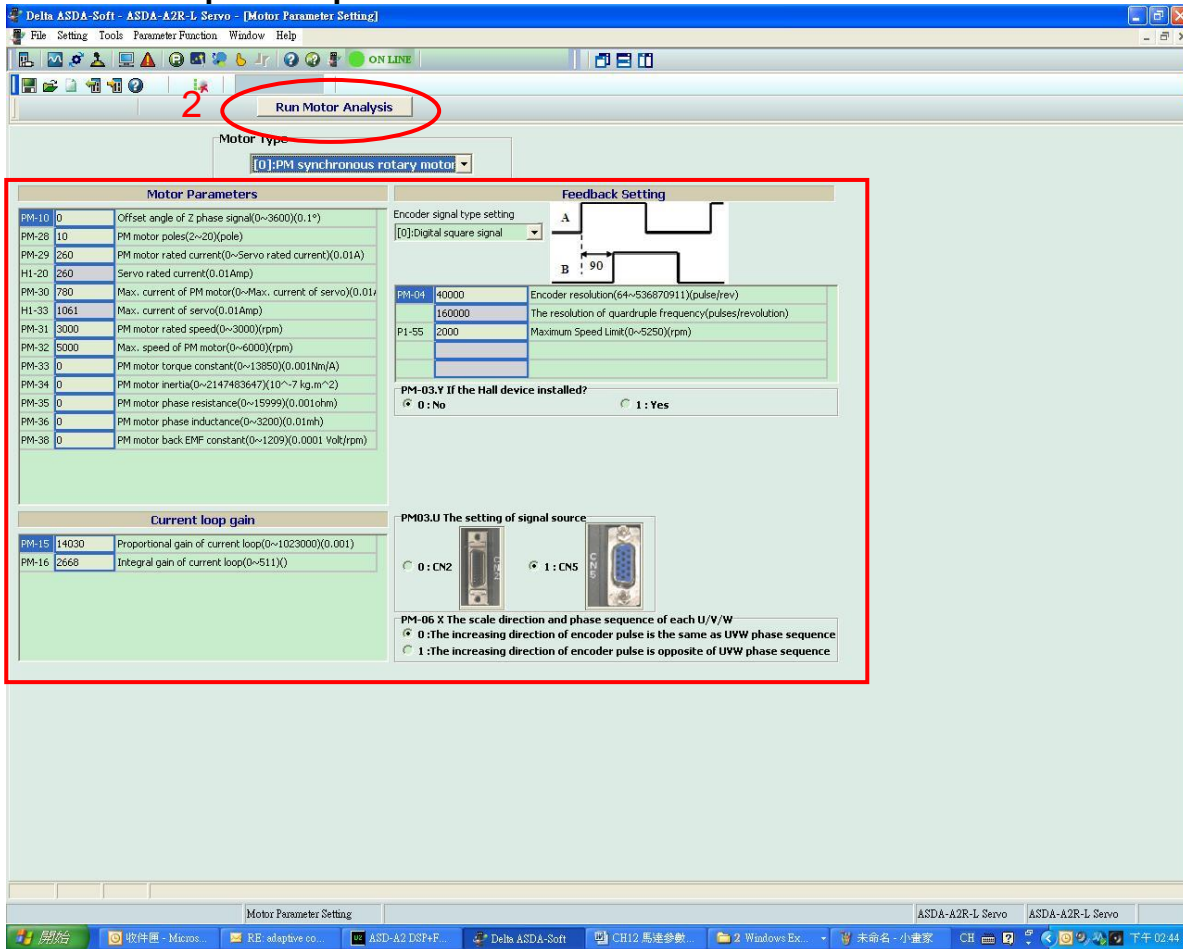 Delta ASDA-Soft - ASDA-A2R-L Servo - [Motor Parameter Setting]
File Setting Tools Parameter Function Window Help
ON LINE
2
Run Motor Analysis
Motor Type
[0]:PM synchronous rotary motor
Motor Parameters
PM-10 0 Offset angle of Z phase signal(0~3600)(0.1°)
PM-28 10 PM motor poles(2~20)(pole)
PM-29 260 PM motor rated current(0~Servo rated current)(0.01A)
H1-20 260 Servo rated current(0.01Amp)
PM-30 780 Max. current of PM motor(0~Max. current of servo)(0.01
H1-33 1061 Max. current of servo(0.01Amp)
PM-31 3000 PM motor rated speed(0~3000)(rpm)
PM-32 5000 Max. speed of PM motor(0~6000)(rpm)
PM-33 0 PM motor torque constant(0~13850)(0.001Nm/A)
PM-34 0 PM motor inertia(0~2147483647)(10^-7 kg.m^2)
PM-35 0 PM motor phase resistance(0~15999)(0.001ohm)
PM-36 0 PM motor phase inductance(0~3200)(0.01mh)
PM-38 0 PM motor back EMF constant(0~1209)(0.0001 Volt/rpm)
Current loop gain
PM-15 14030 Proportional gain of current loop(0~1023000)(0.001)
PM-16 2668 Integral gain of current loop(0~511)()
Feedback Setting
Encoder signal type setting
[0]:Digital square signal
A
B
90
PM-04 40000 Encoder resolution(64~536870911)(pulse/rev)
160000 The resolution of quardruple frequency(pulses/revolution)
P1-55 2000 Maximum Speed Limit(0~5250)(rpm)
PM-03.Y If the Hall device installed?
0 : No 1 : Yes
PM03.U The setting of signal source
0 : CN2 CN2 1 : CN5 CN5
PM-06 X The scale direction and phase sequence of each U/V/W
0 :The increasing direction of encoder pulse is the same as UVW phase sequence
1 :The increasing direction of encoder pulse is opposite of UVW phase sequence
Motor Parameter Setting ASDA-A2R-L Servo ASDA-A2R-L Servo
開始 收件匣 - Micros... RE: adaptive co... ASD-A2 DSP+F... Delta ASDA-Soft CH12 馬達參數... 2 Windows Ex... 未命名 - 小畫家 CH 下午 02:44